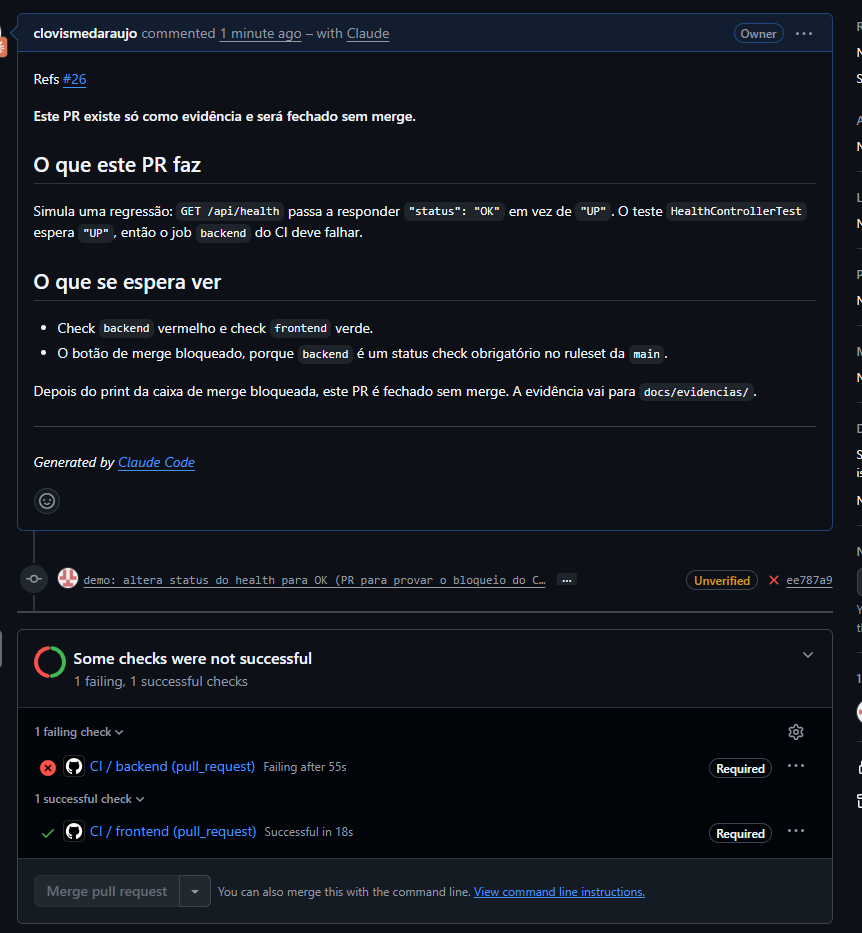 clovismedaraujo commented 1 minute ago – with Claude Owner ...
Refs #26
Este PR existe só como evidência e será fechado sem merge.
O que este PR faz
Simula uma regressão: GET /api/health passa a responder "status": "OK" em vez de "UP". O teste HealthControllerTest
espera "UP", então o job backend do CI deve falhar.
O que se espera ver
• Check backend vermelho e check frontend verde.
• O botão de merge bloqueado, porque backend é um status check obrigatório no ruleset da main.
Depois do print da caixa de merge bloqueada, este PR é fechado sem merge. A evidência vai para docs/evidencias/.
Generated by Claude Code
demo: altera status do health para OK (PR para provar o bloqueio do C… ... Unverified ee787a9
Some checks were not successful
1 failing, 1 successful checks
1 failing check
CI / backend (pull_request) Failing after 55s Required ...
1 successful check
CI / frontend (pull_request) Successful in 18s Required ...
Merge pull request You can also merge this with the command line. View command line instructions.